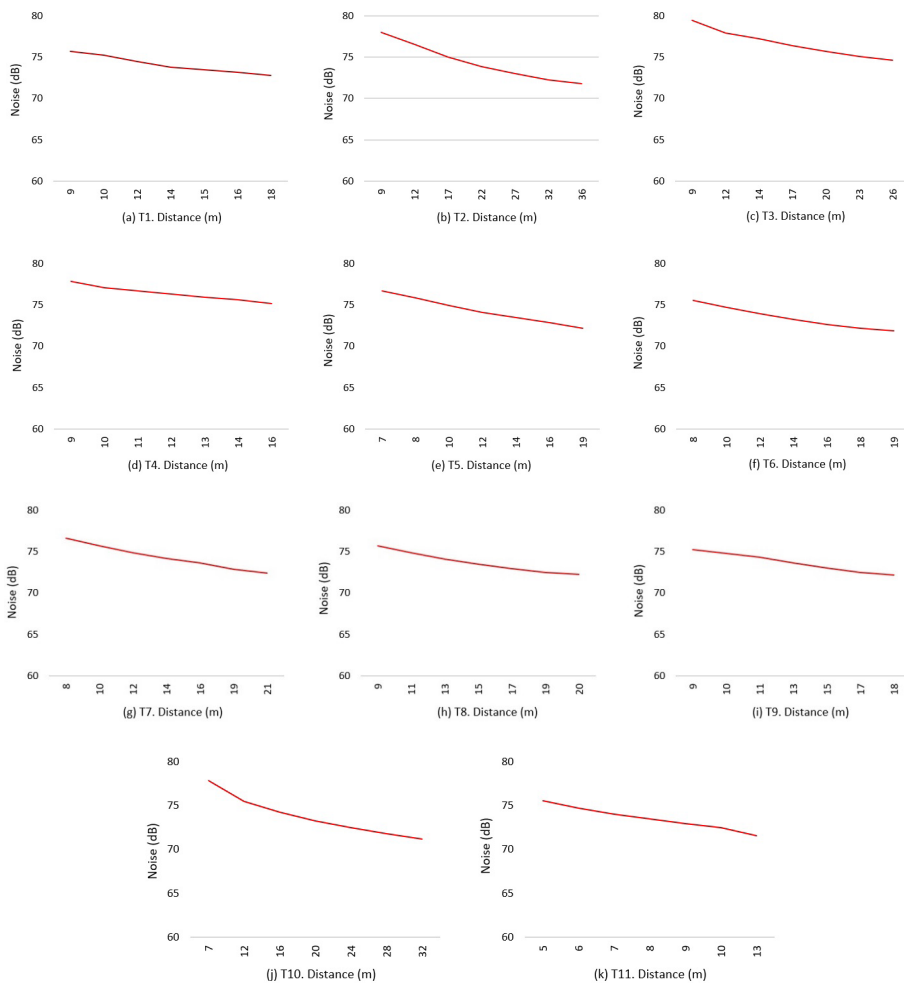 80
75
70
65
60
Noise (dB)
9 10 12 14 15 16 18
(a) T1. Distance (m)
80
75
70
65
60
Noise (dB)
9 12 17 22 27 32 36
(b) T2. Distance (m)
80
75
70
65
60
Noise (dB)
9 12 14 17 20 23 26
(c) T3. Distance (m)
80
75
70
65
60
Noise (dB)
9 10 11 12 13 14 16
(d) T4. Distance (m)
80
75
70
65
60
Noise (dB)
7 8 10 12 14 16 19
(e) T5. Distance (m)
80
75
70
65
60
Noise (dB)
8 10 12 14 16 18 19
(f) T6. Distance (m)
80
75
70
65
60
Noise (dB)
8 10 12 14 16 19 21
(g) T7. Distance (m)
80
75
70
65
60
Noise (dB)
9 11 13 15 17 19 20
(h) T8. Distance (m)
80
75
70
65
60
Noise (dB)
9 10 11 13 15 17 18
(i) T9. Distance (m)
80
75
70
65
60
Noise (dB)
7 12 16 20 24 28 32
(j) T10. Distance (m)
80
75
70
65
60
Noise (dB)
5 6 7 8 9 10 13
(k) T11. Distance (m)